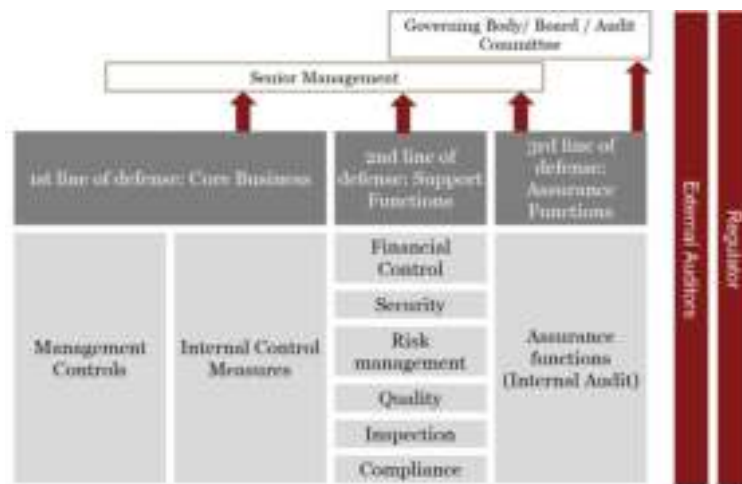 Governing Body/ Board / Audit
Committee
Senior Management
1st line of defense: Core Business
2nd line of
defense: Support
Functions
3rd line of
defense:
Assurance
Functions
Management
Controls
Internal Control
Measures
Financial
Control
Security
Risk
management
Quality
Inspection
Compliance
Assurance
functions
(Internal Audit)
External Auditors
Regulator